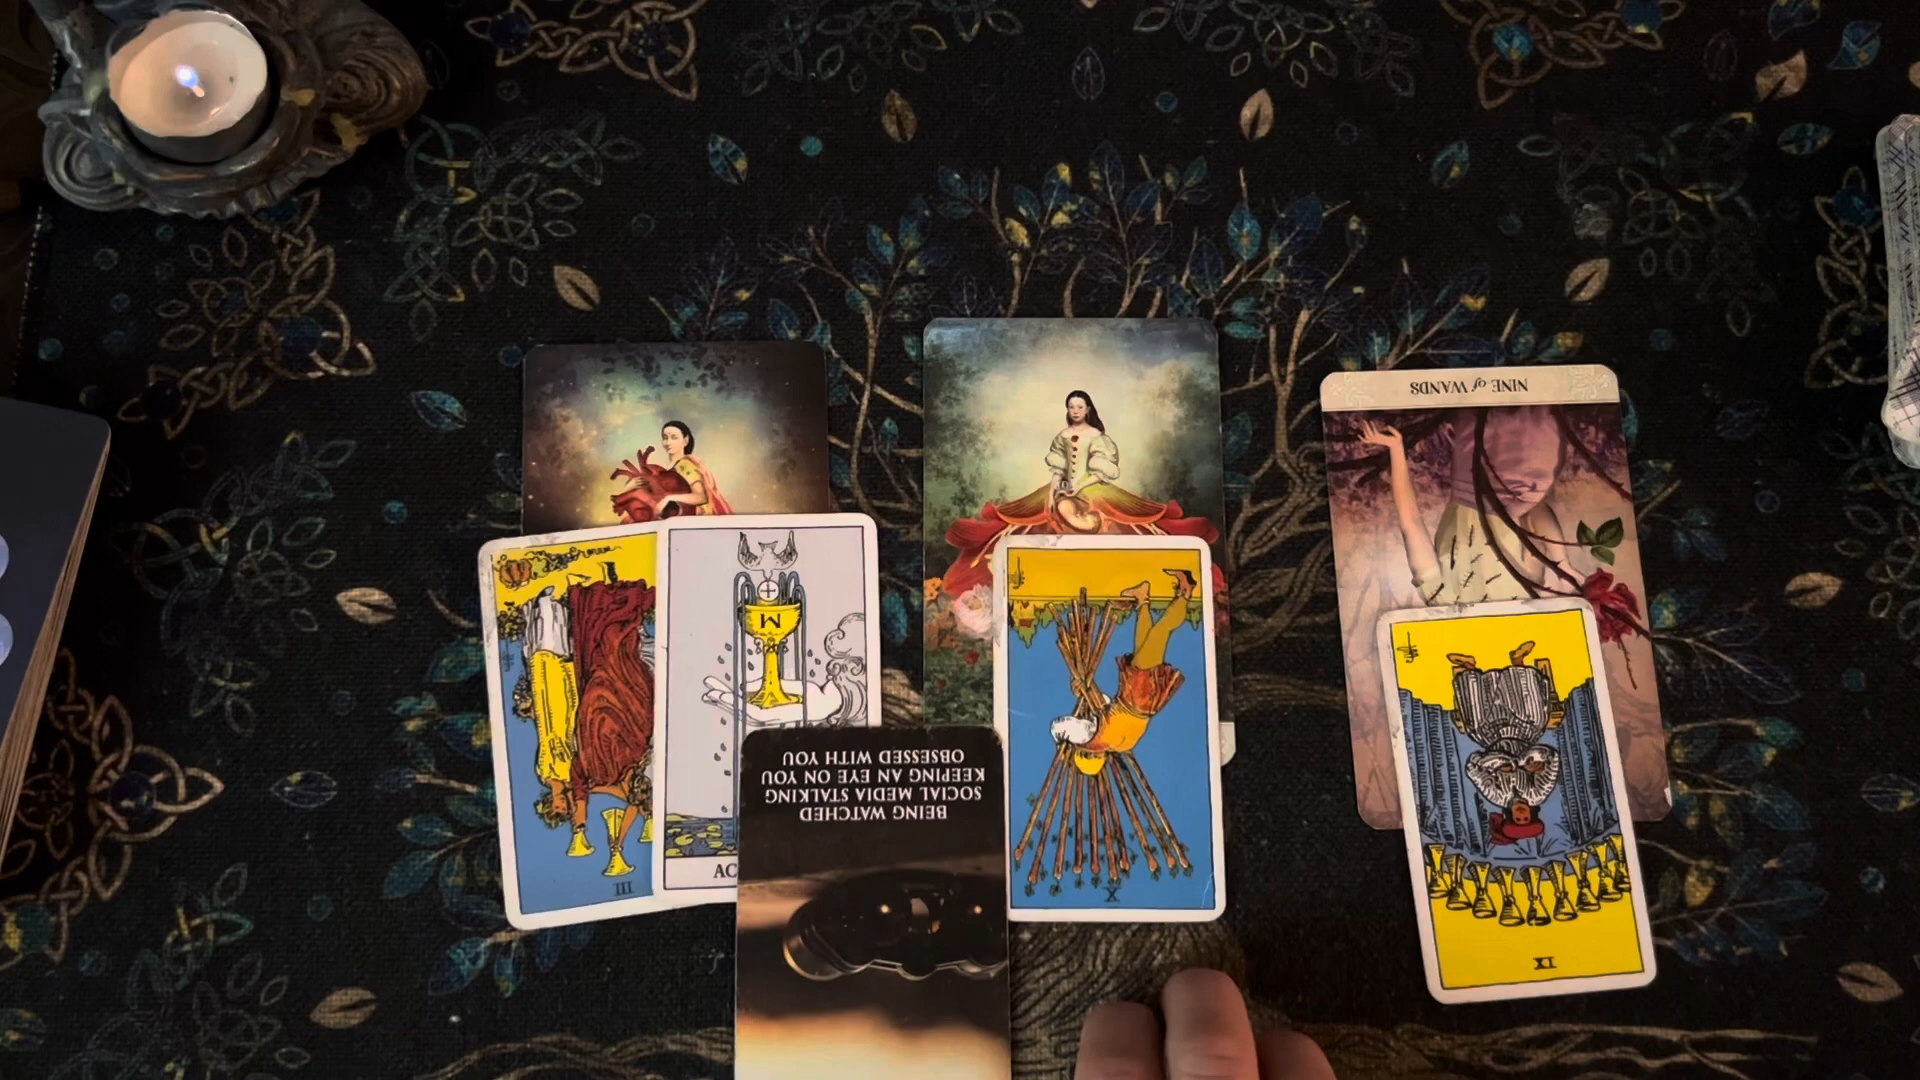 NINE of WANDS
III
AC
BEING WATCHED
SOCIAL MEDIA STALKING
KEEPING AN EYE ON YOU
OBSESSED WITH YOU
X
IX